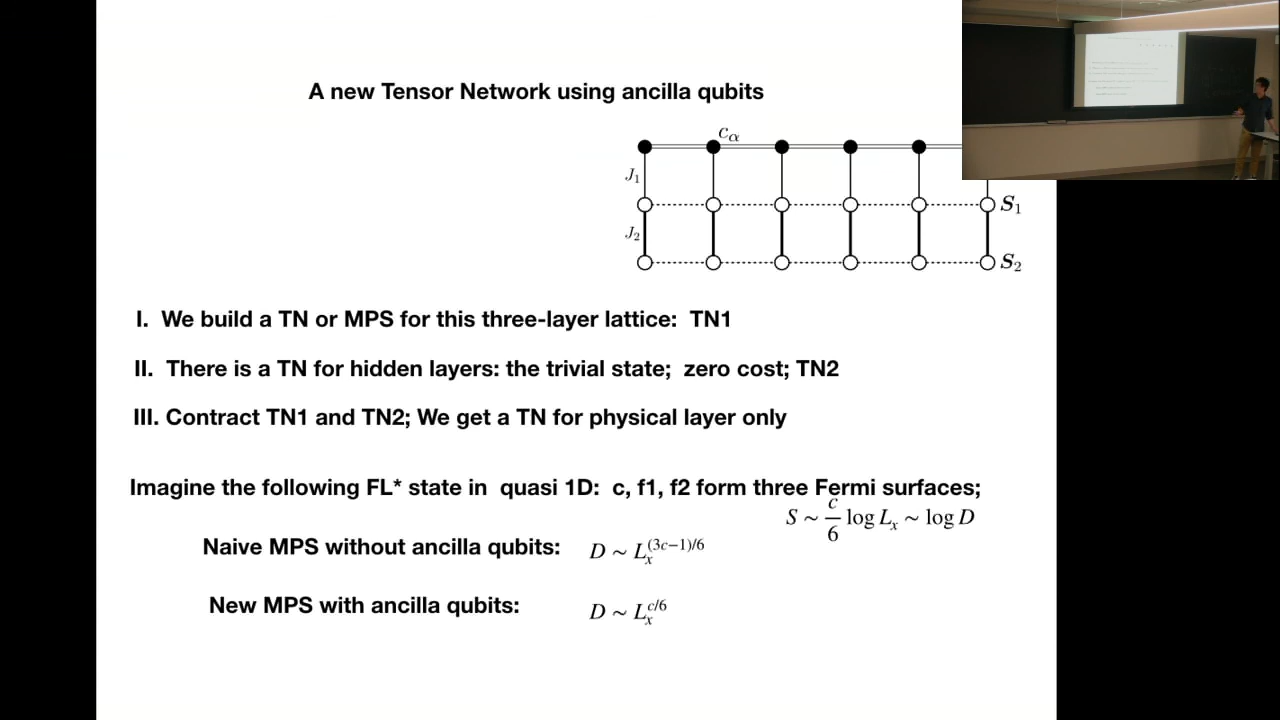 A new Tensor Network using ancilla qubits
c_α
J_1
S_1
J_2
S_2
I. We build a TN or MPS for this three-layer lattice: TN1
II. There is a TN for hidden layers: the trivial state; zero cost; TN2
III. Contract TN1 and TN2; We get a TN for physical layer only
Imagine the following FL* state in quasi 1D: c, f1, f2 form three Fermi surfaces;
S ~ c/6 log L_x ~ log D
Naive MPS without ancilla qubits: D ~ L_x^{(3c−1)/6}
New MPS with ancilla qubits: D ~ L_x^{c/6}